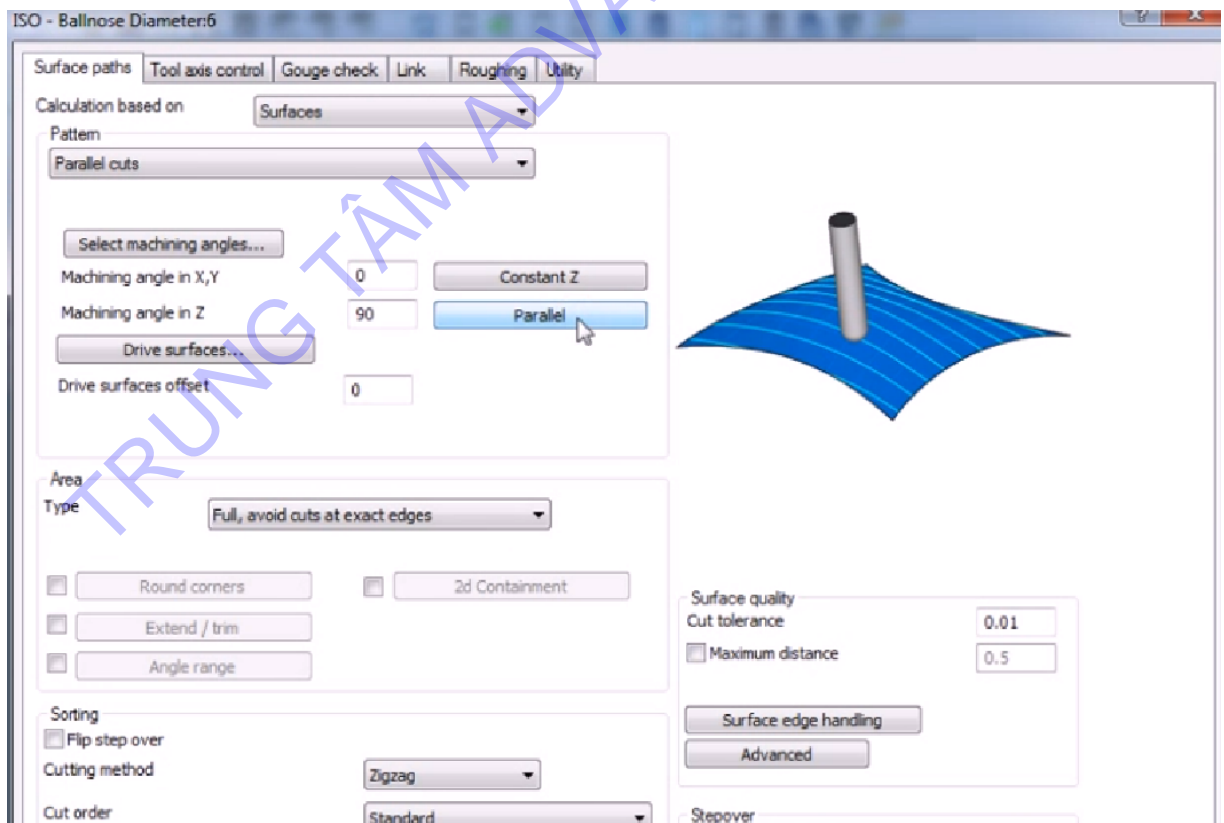 ISO - Ballnose Diameter:6
Surface paths Tool axis control Gouge check Link Roughing Utility
Calculation based on Surfaces
Pattern
Parallel cuts
Select machining angles...
Machining angle in X,Y 0 Constant Z
Machining angle in Z 90 Parallel
Drive surfaces...
Drive surfaces offset 0
Area
Type Full, avoid cuts at exact edges
Round corners 2d Containment
Extend / trim
Angle range
Surface quality
Cut tolerance 0.01
Maximum distance 0.5
Surface edge handling
Advanced
Sorting
Flip step over
Cutting method Zigzag
Cut order Standard
Stepover
TRUNG TÂM ADVA